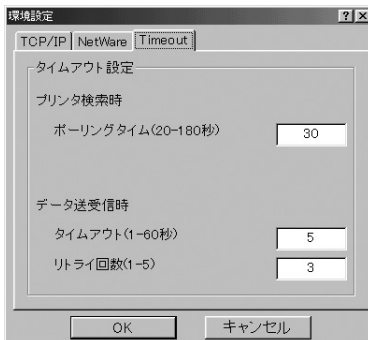 環境設定
TCP/IP NetWare Timeout
タイムアウト設定
プリンタ検索時
ポーリングタイム(20-180秒) 30
データ送受信時
タイムアウト(1-60秒) 5
リトライ回数(1-5) 3
OK キャンセル